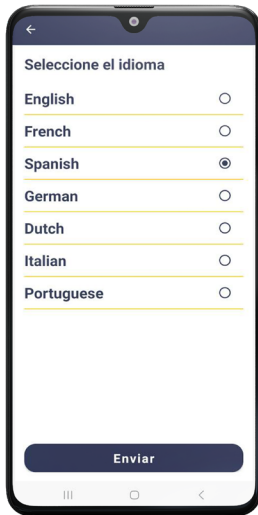 Seleccione el idioma
English
French
Spanish
German
Dutch
Italian
Portuguese
Enviar